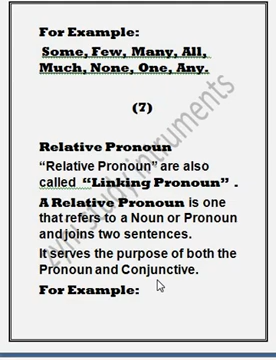 For Example:
Some, Few, Many, All,
Much, None, One, Any.
(7)
Relative Pronoun
“Relative Pronoun” are also
called “Linking Pronoun” .
A Relative Pronoun is one
that refers to a Noun or Pronoun
and joins two sentences.
It serves the purpose of both the
Pronoun and Conjunctive.
For Example: